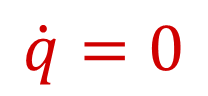 q̇ = 0